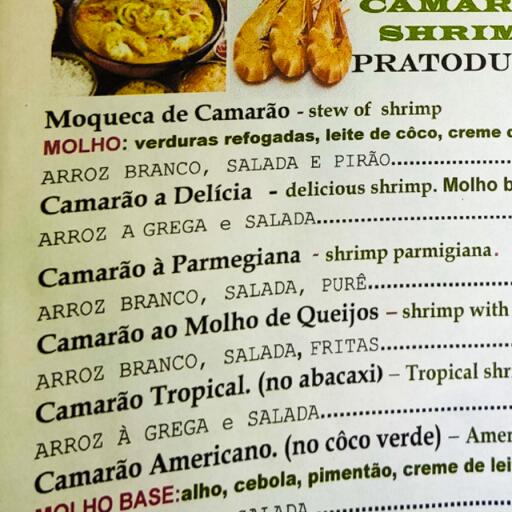 SHRIM
PRATO DU
Moqueca de Camarão - stew of shrimp
MOLHO: verduras refogadas, leite de côco, creme
ARROZ BRANCO, SALADA E PIRÃO
Camarão a Delícia - delicious shrimp. Molho b
ARROZ A GREGA e SALADA
Camarão à Parmegiana - shrimp parmigiana.
ARROZ BRANCO, SALADA, PURÊ
Camarão ao Molho de Queijos – shrimp with
ARROZ BRANCO, SALADA, FRITAS
Camarão Tropical. (no abacaxi) – Tropical shr
ARROZ À GREGA e SALADA
Camarão Americano. (no côco verde) – Amer
MOLHO BASE:alho, cebola, pimentão, creme de lei